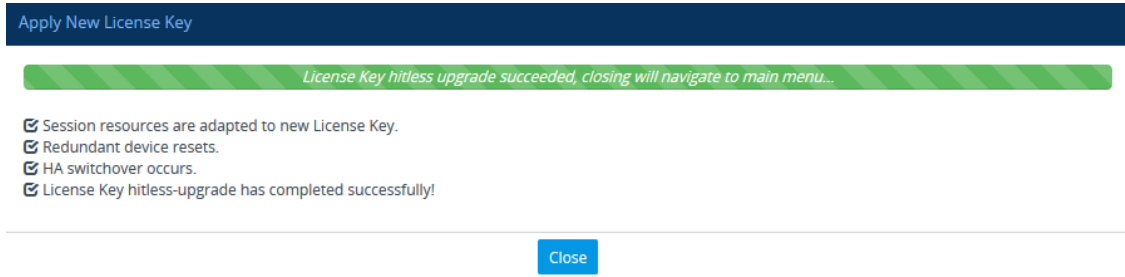 Apply New License Key
License Key hitless upgrade succeeded, closing will navigate to main menu...
Session resources are adapted to new License Key.
Redundant device resets.
HA switchover occurs.
License Key hitless-upgrade has completed successfully!
Close